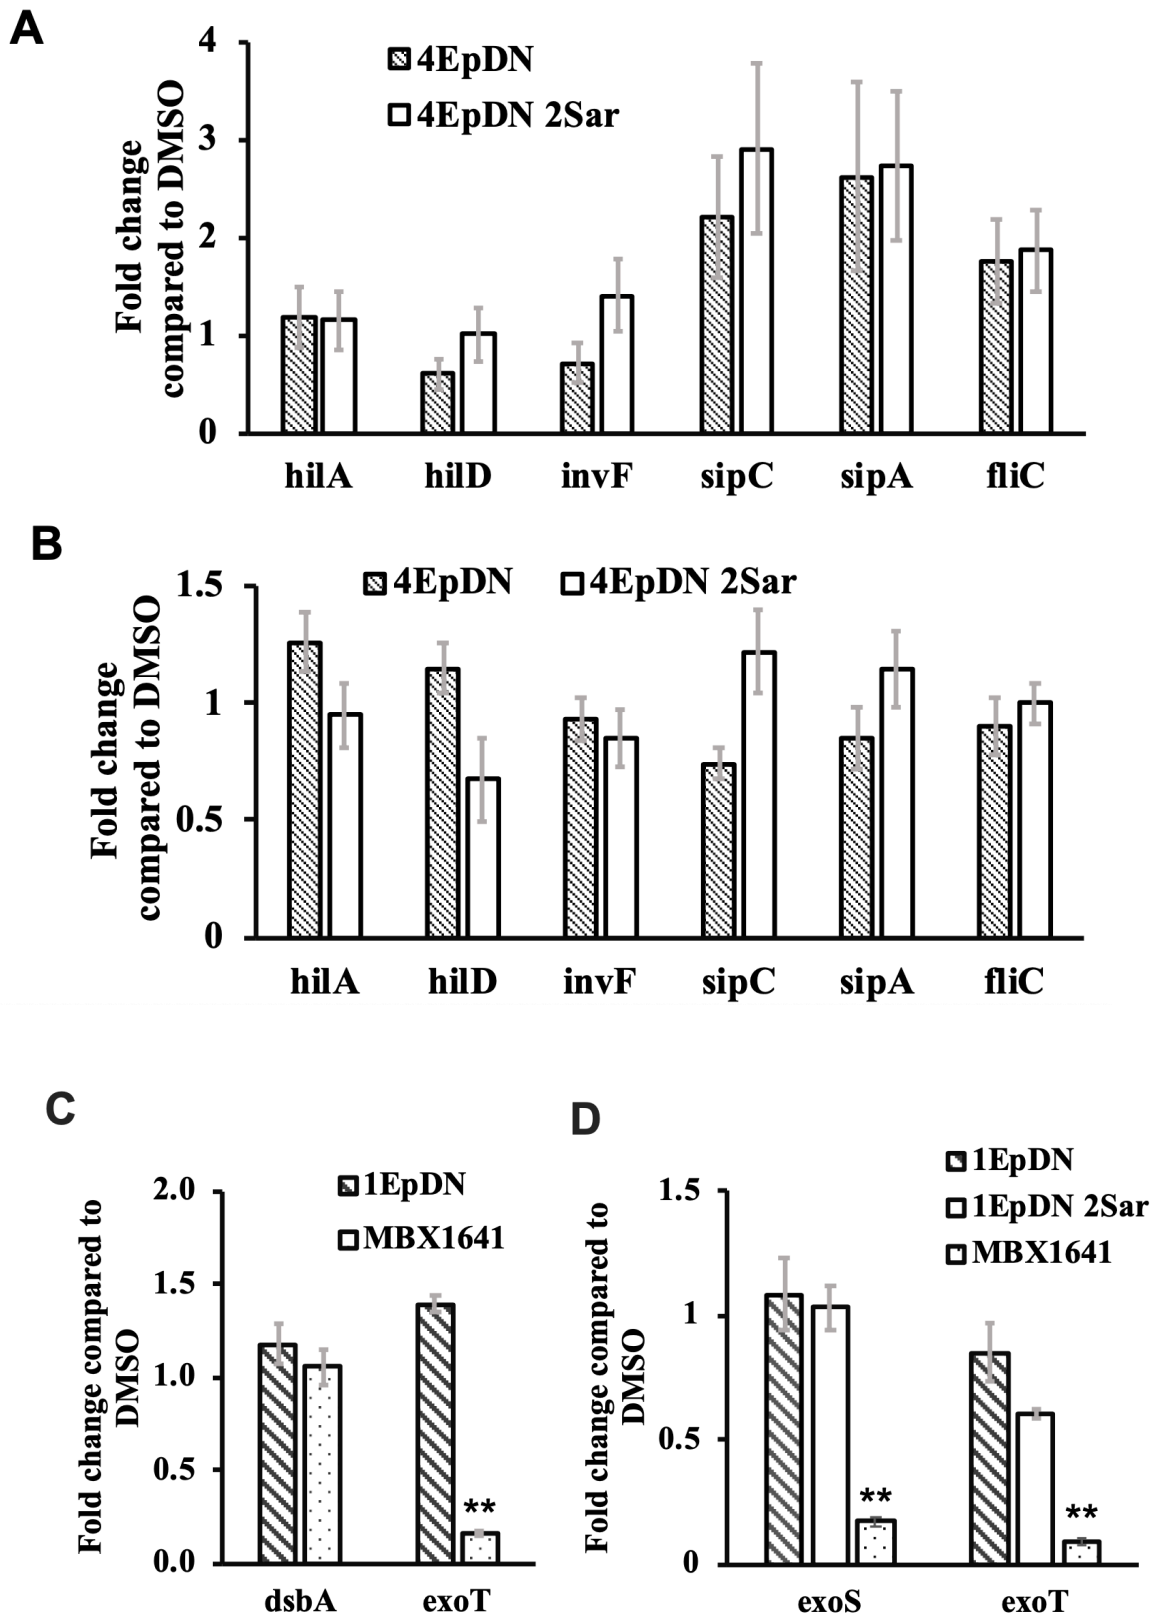 A
4EpDN
4EpDN 2Sar
Fold change
compared to DMSO
4
3
2
1
0
hilA hilD invF sipC sipA fliC
B
4EpDN 4EpDN 2Sar
Fold change
compared to DMSO
1.5
1
0.5
0
hilA hilD invF sipC sipA fliC
C
1EpDN
MBX1641
Fold change compared to
DMSO
2.0
1.5
1.0
0.5
0.0
**
dsbA exoT
D
1EpDN
1EpDN 2Sar
MBX1641
Fold change compared to
DMSO
1.5
1
0.5
0
** **
exoS exoT